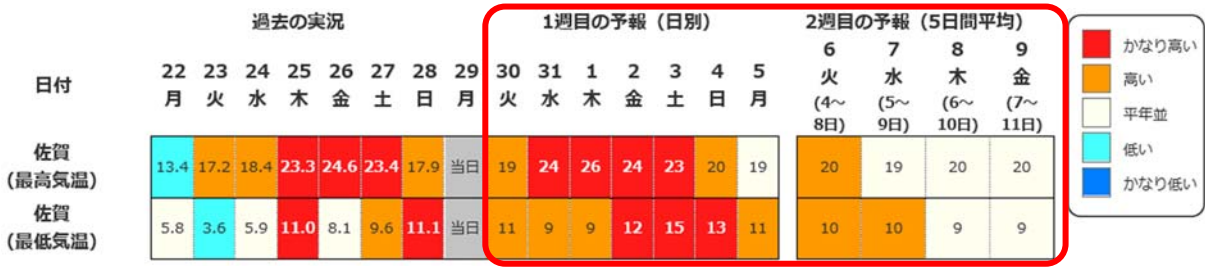 過去の実況 1週目の予報（日別） 2週目の予報（5日間平均）
日付 22 23 24 25 26 27 28 29 30 31 1 2 3 4 5 6 7 8 9
月 火 水 木 金 土 日 月 火 水 木 金 土 日 月 火 水 木 金
(4～8日) (5～9日) (6～10日) (7～11日)
佐賀
(最高気温) 13.4 17.2 18.4 23.3 24.6 23.4 17.9 当日 19 24 26 24 23 20 19 20 19 20 20
佐賀
(最低気温) 5.8 3.6 5.9 11.0 8.1 9.6 11.1 当日 11 9 9 12 15 13 11 10 10 9 9
かなり高い
高い
平年並
低い
かなり低い